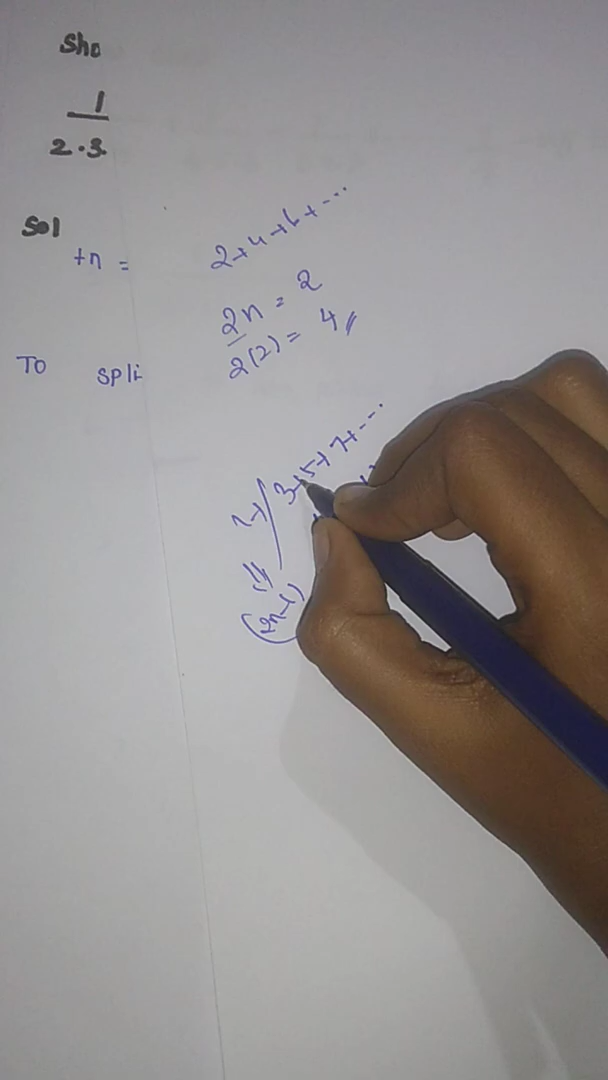 Sho
1
2.3
Sol
tn =
2+4+6+...
2n = 2
2(2) = 4 //
To spli
1+ 3+5+7+...
(2n-1)